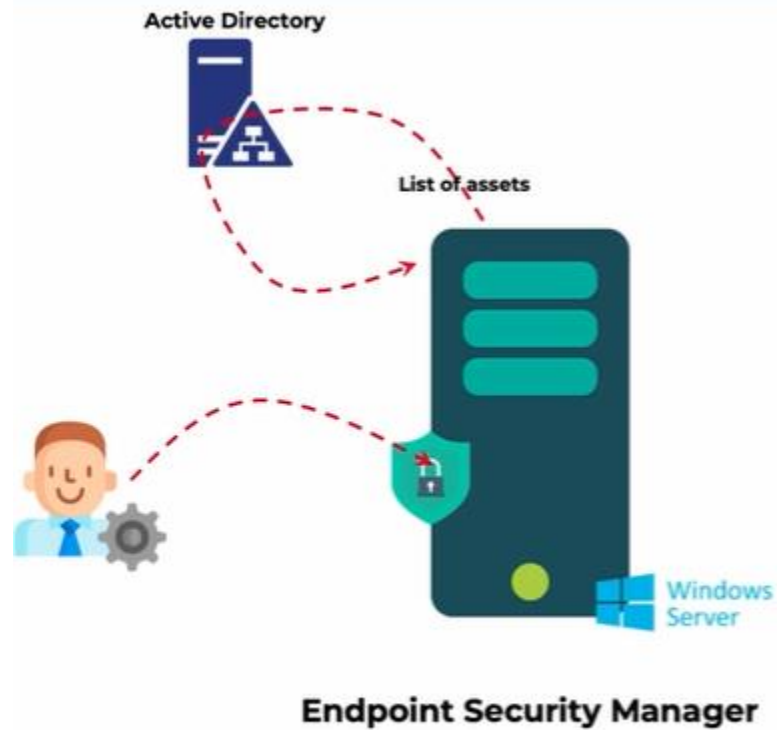 Active Directory
List of assets
Windows
Server
Endpoint Security Manager